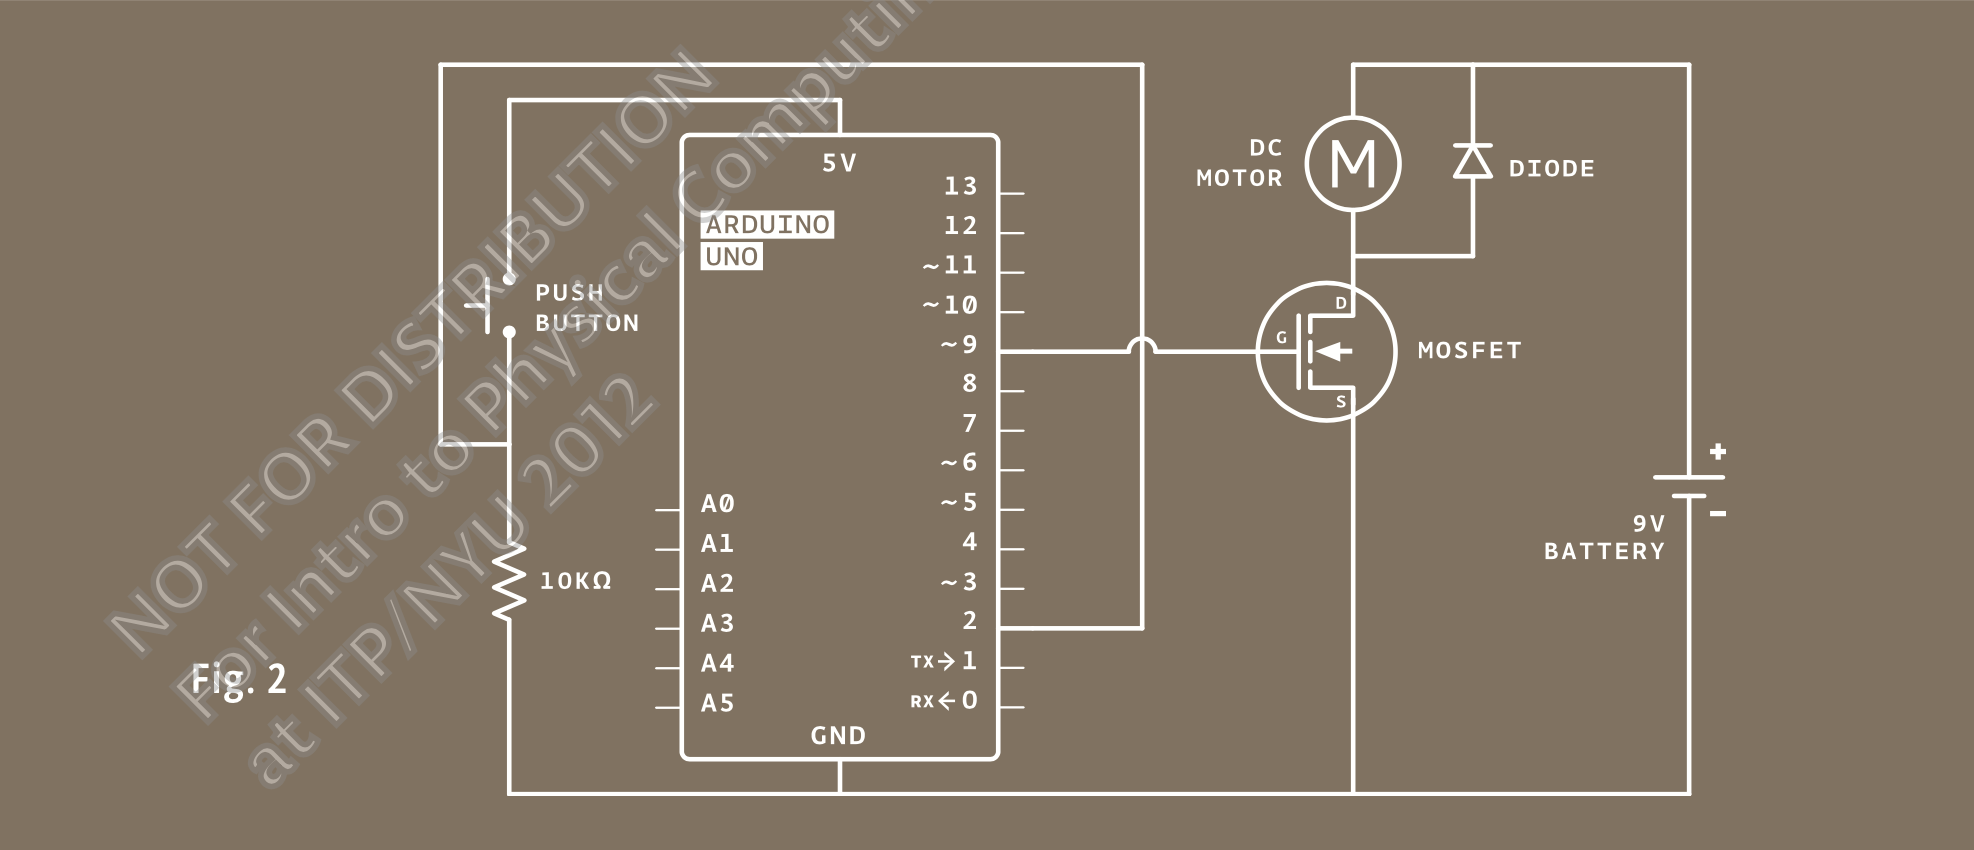 NOT FOR DISTRIBUTION
For Intro to Physical Computin
at ITP/NYU 2012
5V
ARDUINO
UNO
13
12
~11
~10
~9
8
7
~6
~5
4
~3
2
TX→1
RX←0
A0
A1
A2
A3
A4
A5
GND
PUSH
BUTTON
10KΩ
DC
MOTOR
M
DIODE
D
G
S
MOSFET
+
-
9V
BATTERY
Fig. 2